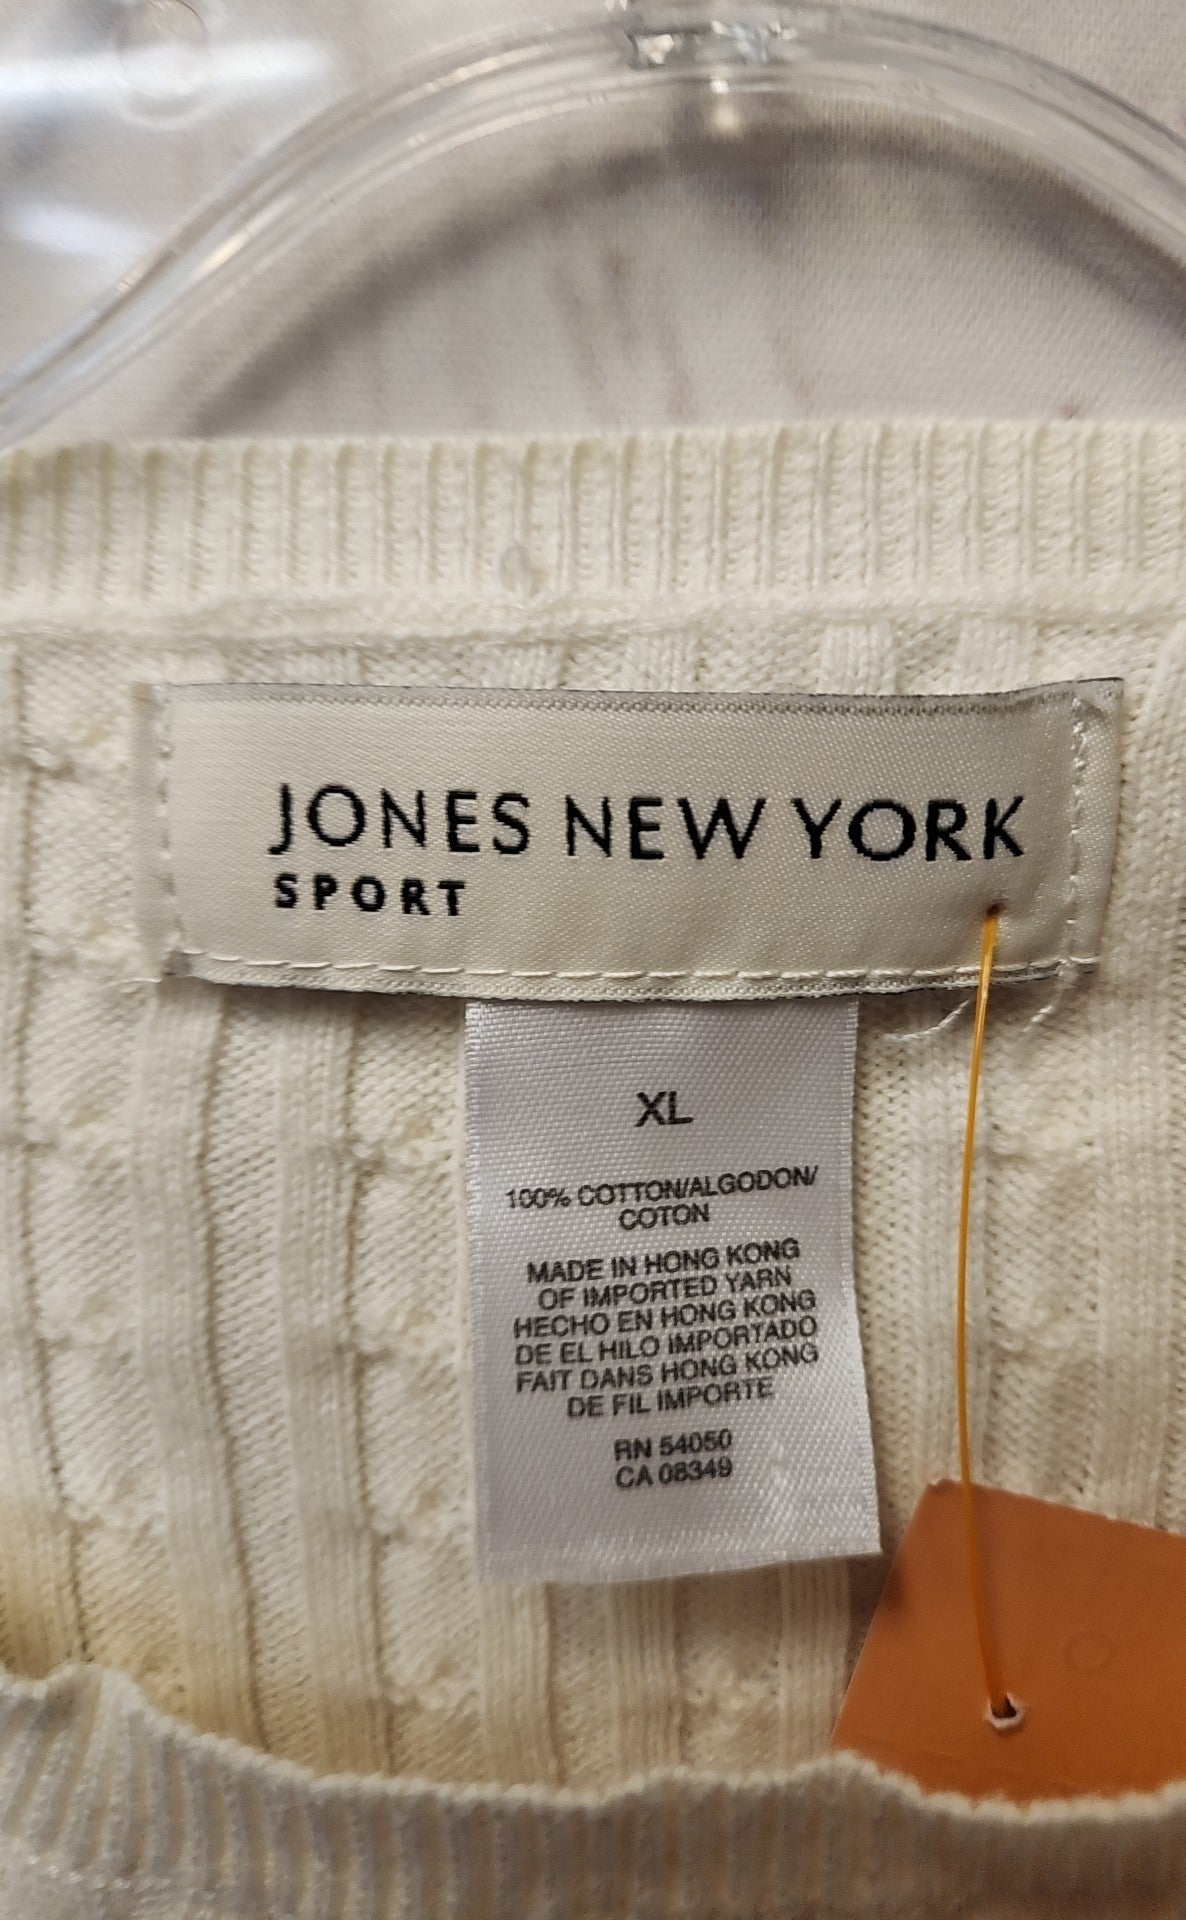 JONES NEW YORK
SPORT
XL
100% COTTON/ALGODON/
COTON
MADE IN HONG KONG
OF IMPORTED YARN
HECHO EN HONG KONG
DE EL HILO IMPORTADO
FAIT DANS HONG KONG
DE FIL IMPORTE
RN 54050
CA 08349